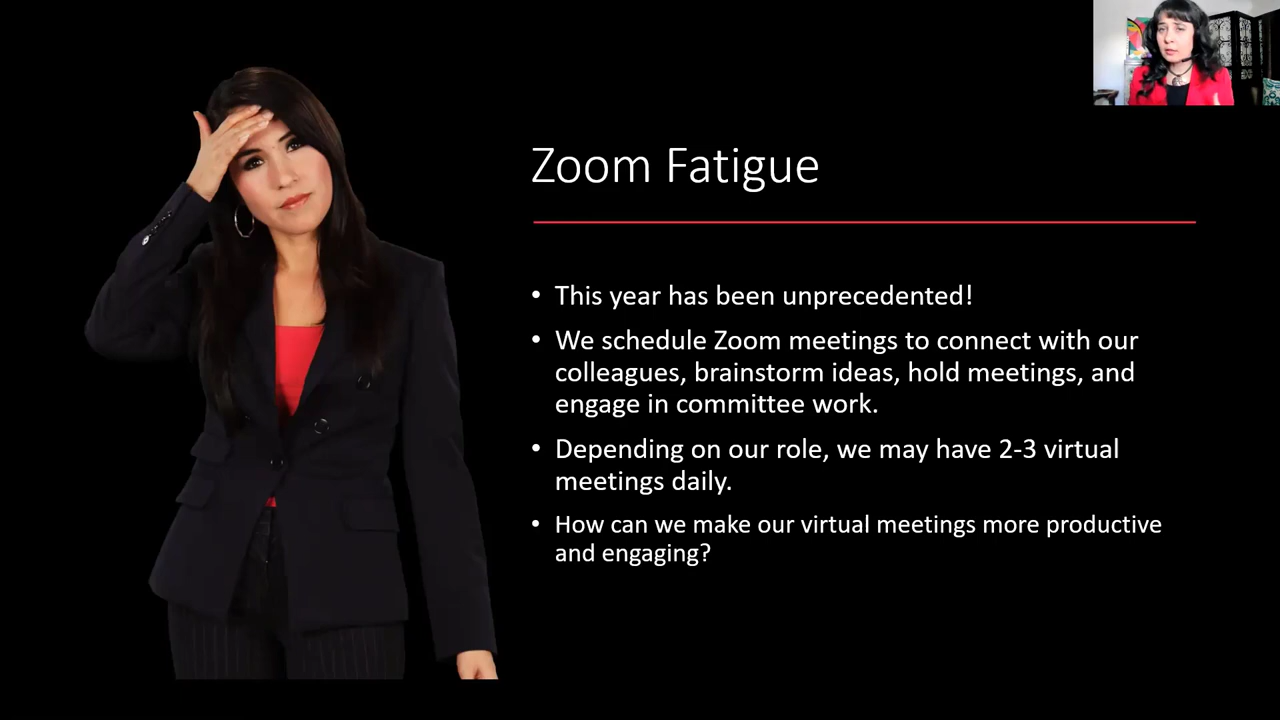 Zoom Fatigue
• This year has been unprecedented!
• We schedule Zoom meetings to connect with our
colleagues, brainstorm ideas, hold meetings, and
engage in committee work.
• Depending on our role, we may have 2-3 virtual
meetings daily.
• How can we make our virtual meetings more productive
and engaging?